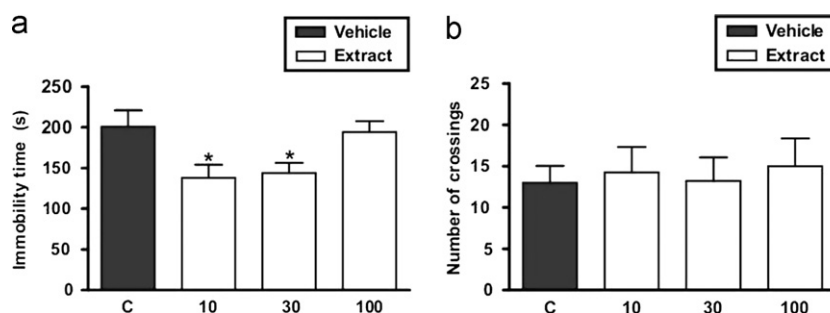 a
Vehicle
Extract
Immobility time (s)
250
200
150
100
50
0
*
*
C 10 30 100
b
Vehicle
Extract
Number of crossings
25
20
15
10
5
0
C 10 30 100